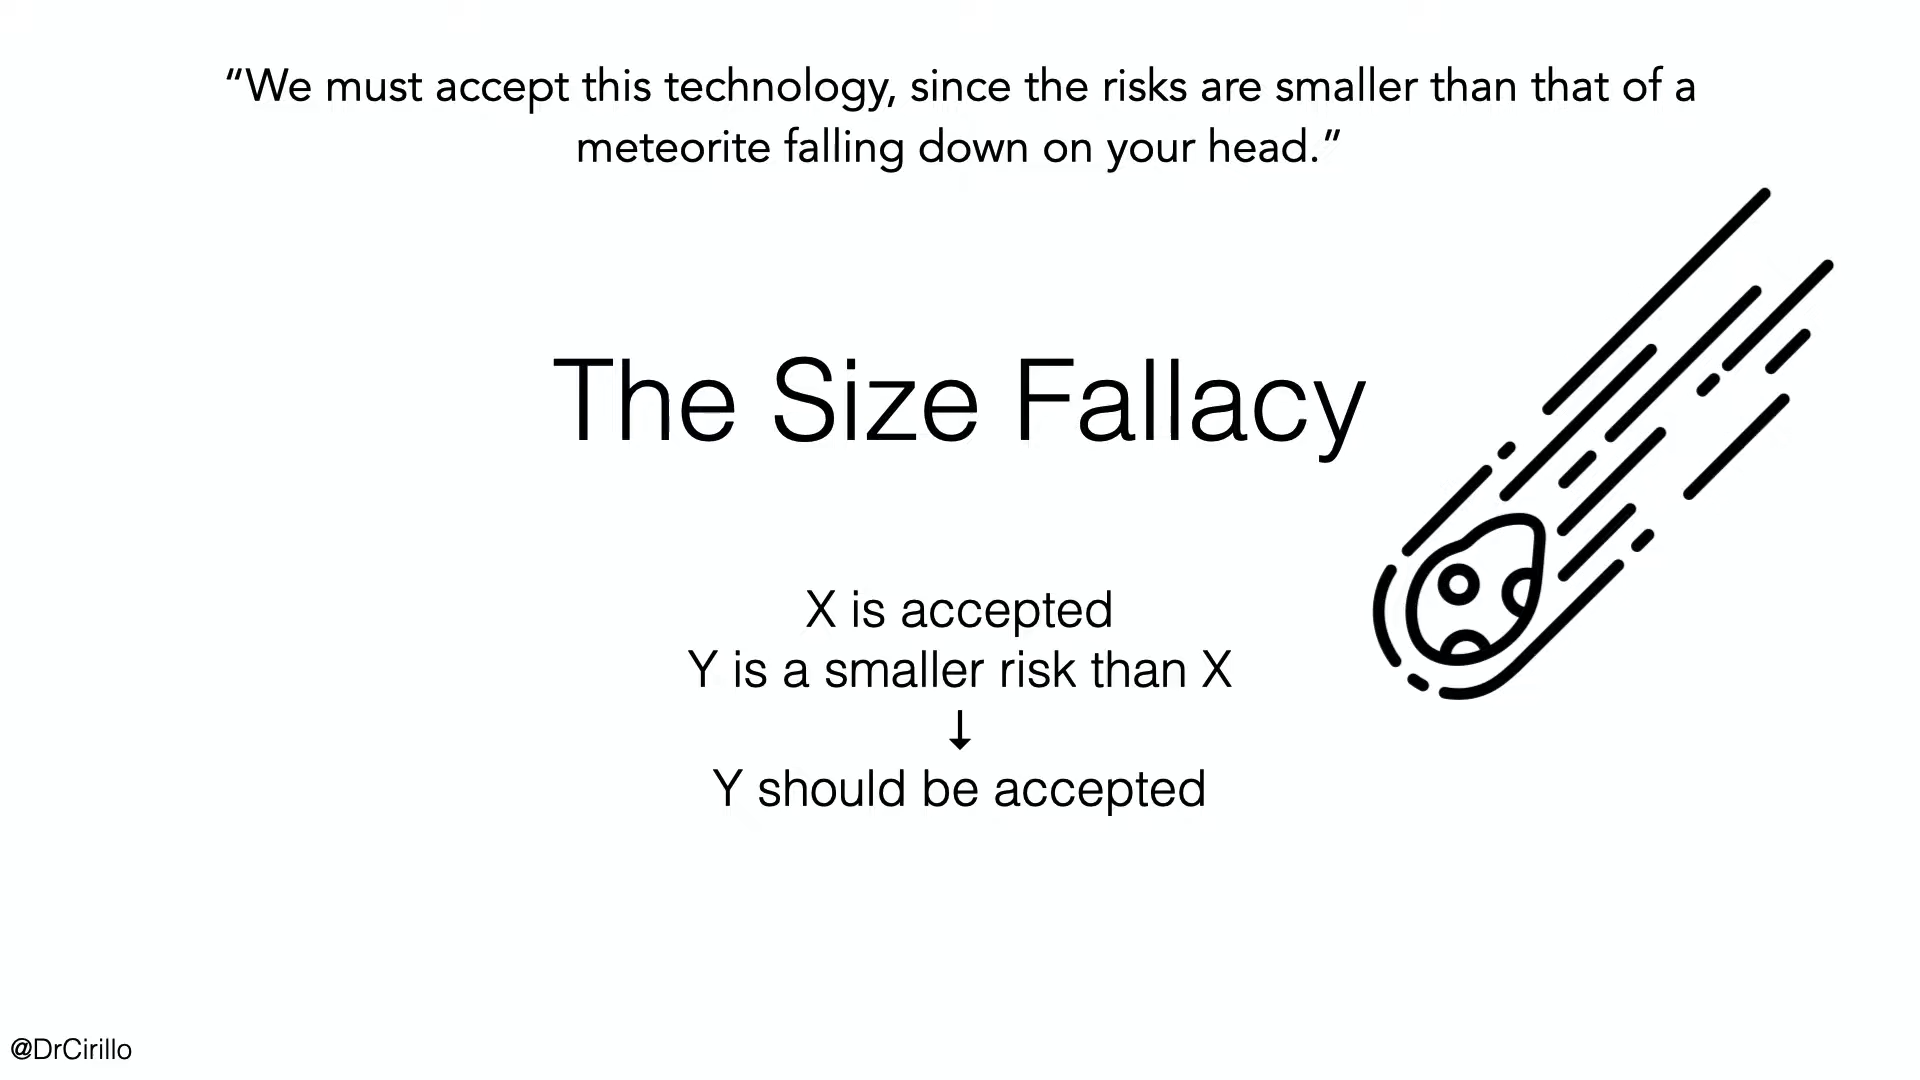 “We must accept this technology, since the risks are smaller than that of a
meteorite falling down on your head.”
The Size Fallacy
X is accepted
Y is a smaller risk than X
↓
Y should be accepted
@DrCirillo